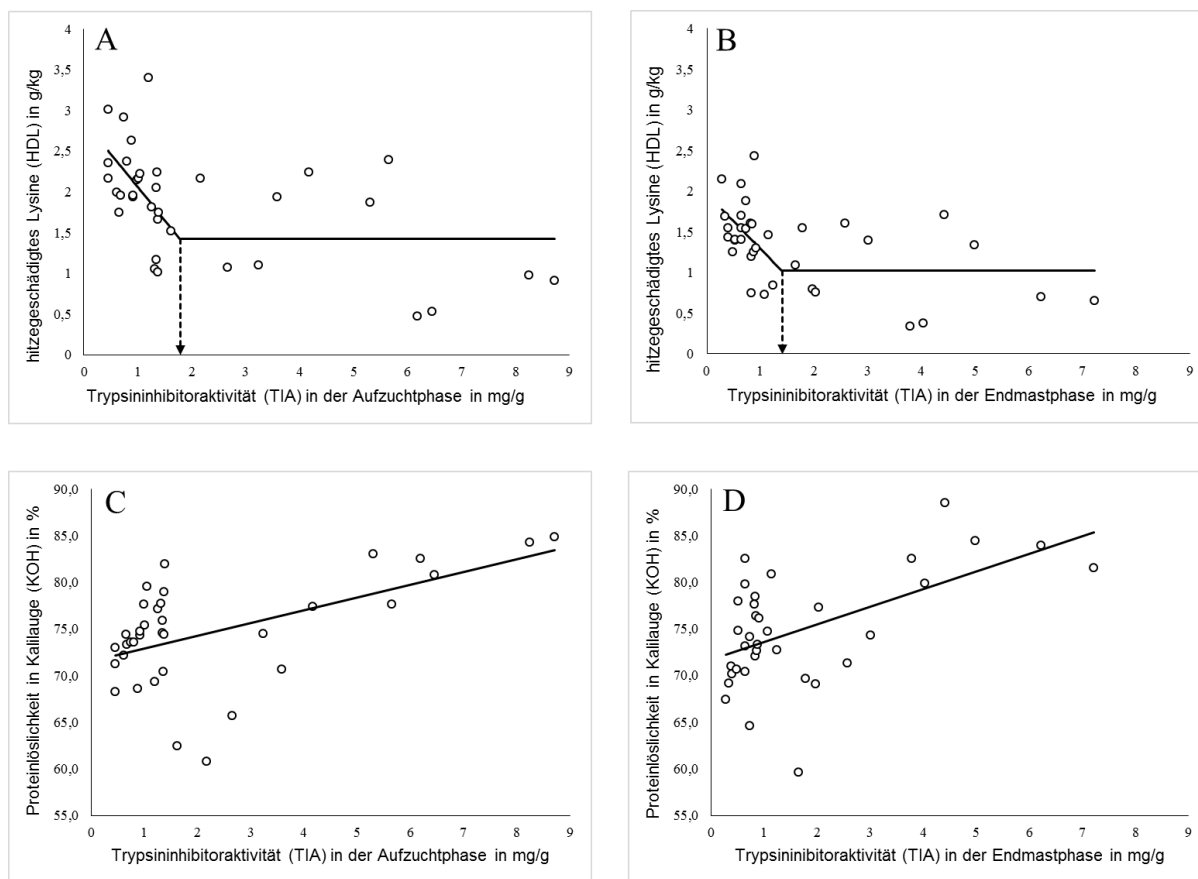 A
hitzegeschädigtes Lysine (HDL) in g/kg
4
3,5
3
2,5
2
1,5
1
0,5
0
0 1 2 3 4 5 6 7 8 9
Trypsininhibitoraktivität (TIA) in der Aufzuchtphase in mg/g
B
hitzegeschädigtes Lysine (HDL) in g/kg
4
3,5
3
2,5
2
1,5
1
0,5
0
0 1 2 3 4 5 6 7 8 9
Trypsininibitoraktivität (TIA) in der Endmastphase in mg/g
C
Proteinlöslichkeit in Kalilauge (KOH) in %
90,0
85,0
80,0
75,0
70,0
65,0
60,0
55,0
0 1 2 3 4 5 6 7 8 9
Trypsininhibitoraktivität (TIA) in der Aufzuchtphase in mg/g
D
Proteinlöslichkeit in Kalilauge (KOH) in %
90,0
85,0
80,0
75,0
70,0
65,0
60,0
55,0
0 1 2 3 4 5 6 7 8 9
Trypsininibitoraktivität (TIA) in der Endmastphase in mg/g